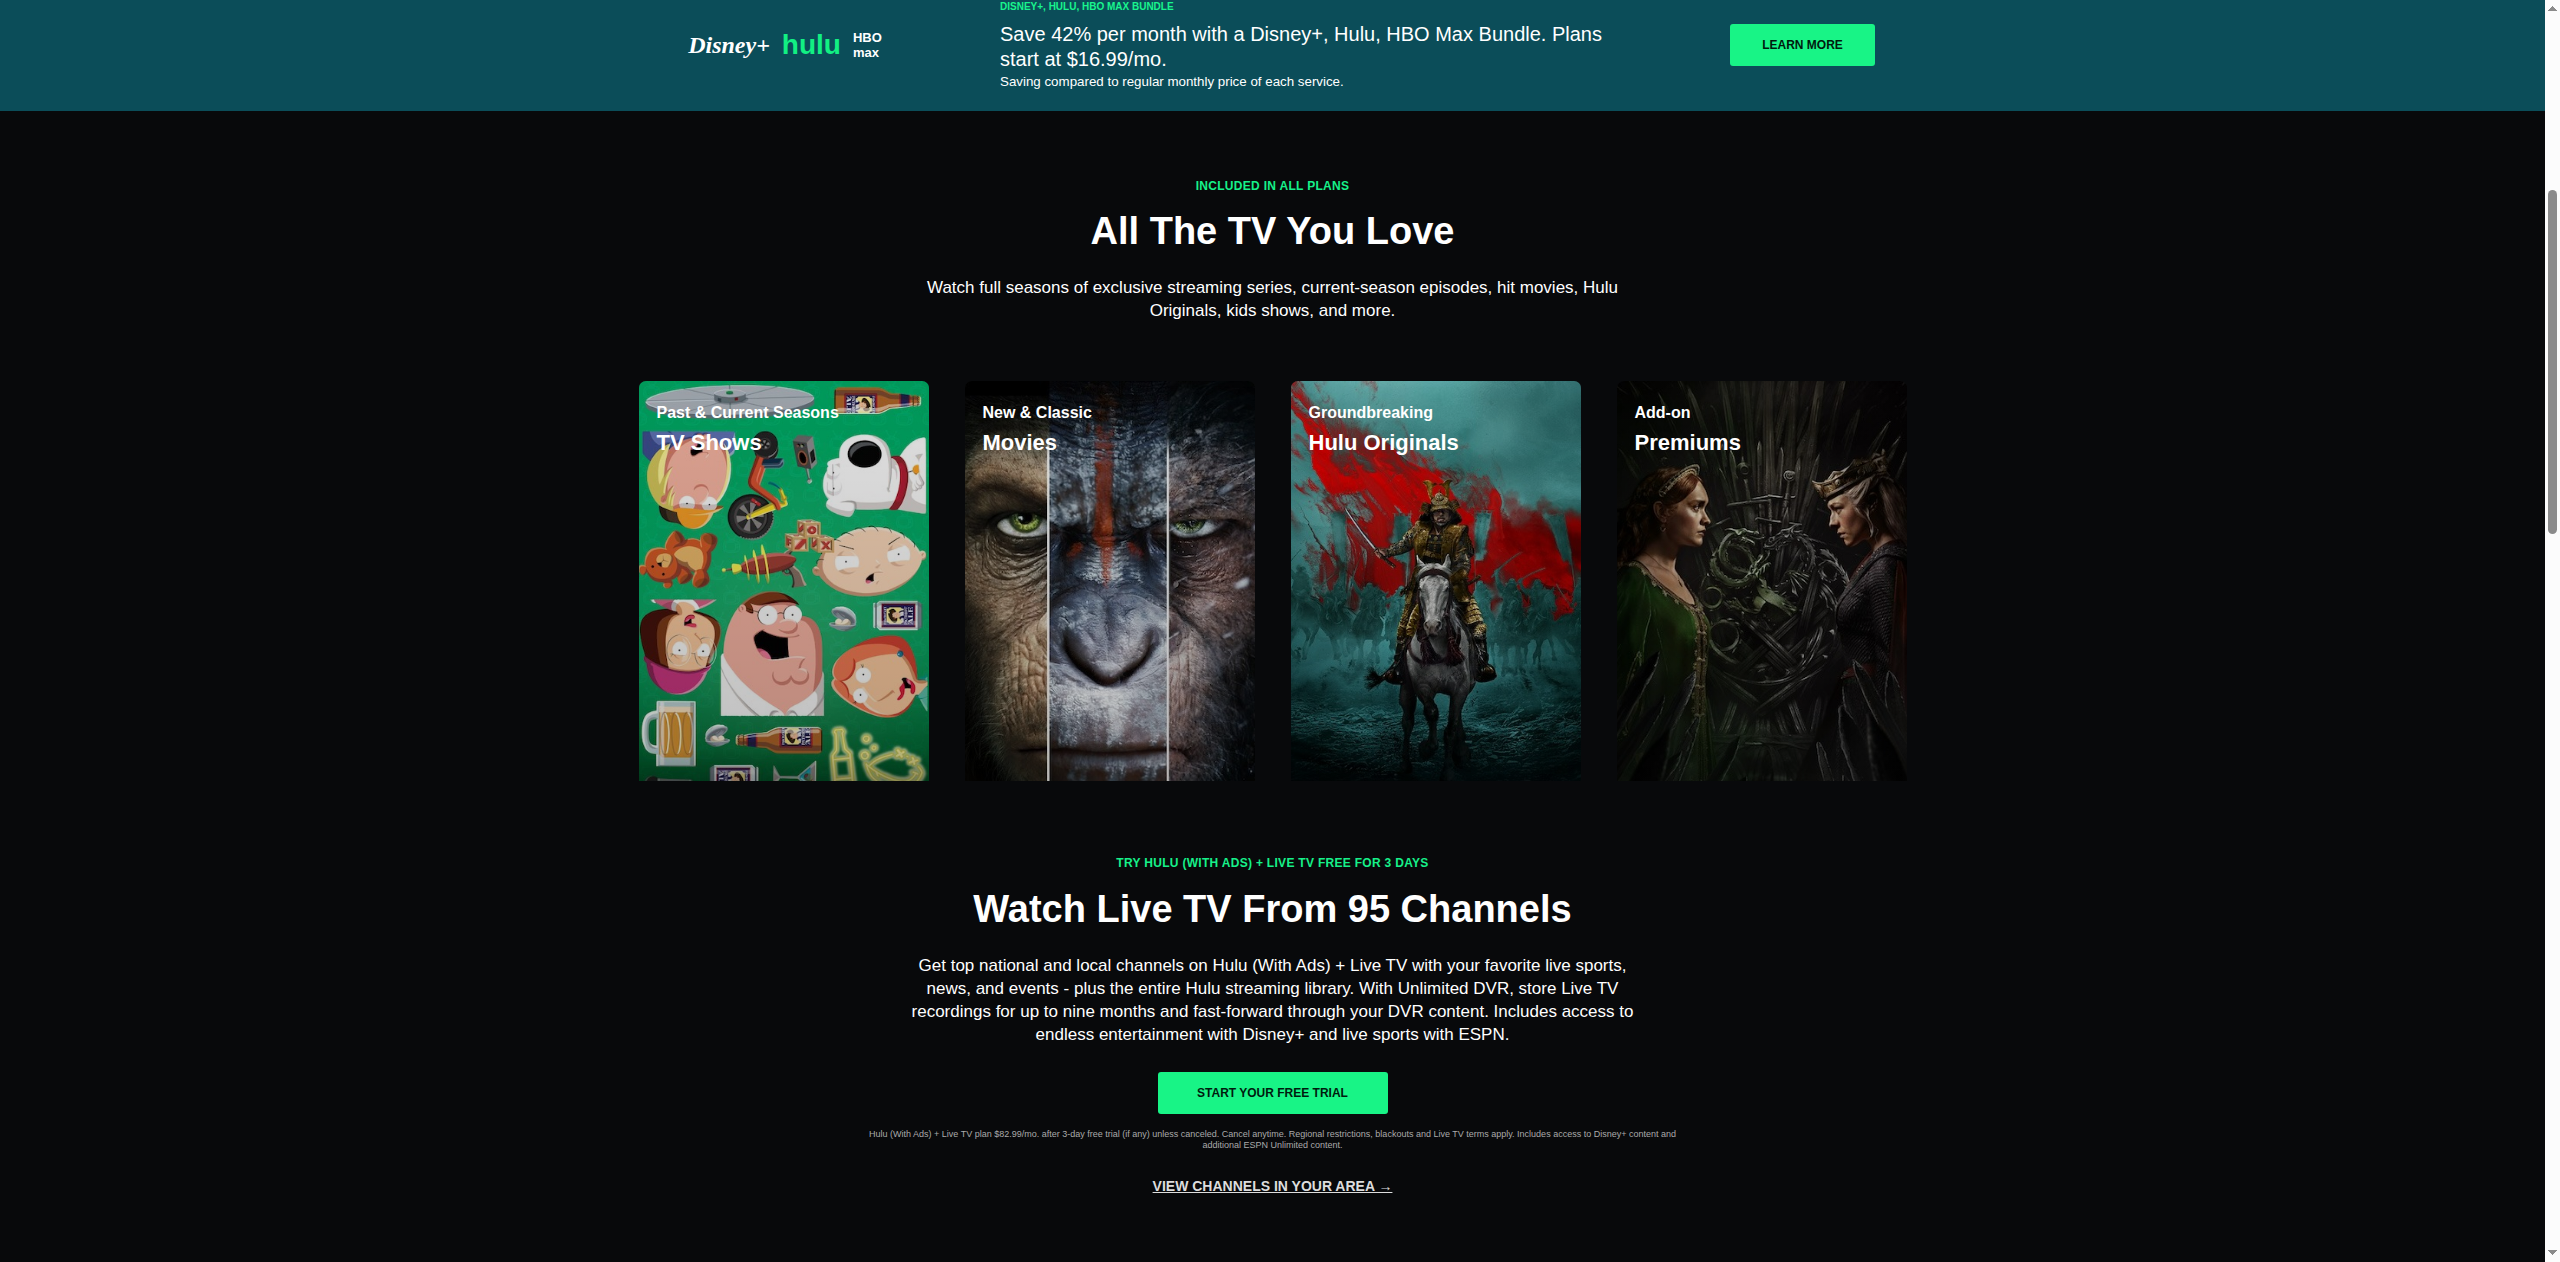 DISNEY+, HULU, HBO MAX BUNDLE
Disney+ hulu HBO max
Save 42% per month with a Disney+, Hulu, HBO Max Bundle. Plans
start at $16.99/mo.
Saving compared to regular monthly price of each service.
LEARN MORE
INCLUDED IN ALL PLANS
All The TV You Love
Watch full seasons of exclusive streaming series, current-season episodes, hit movies, Hulu
Originals, kids shows, and more.
Past & Current Seasons
TV Shows
New & Classic
Movies
Groundbreaking
Hulu Originals
Add-on
Premiums
TRY HULU (WITH ADS) + LIVE TV FREE FOR 3 DAYS
Watch Live TV From 95 Channels
Get top national and local channels on Hulu (With Ads) + Live TV with your favorite live sports,
news, and events - plus the entire Hulu streaming library. With Unlimited DVR, store Live TV
recordings for up to nine months and fast-forward through your DVR content. Includes access to
endless entertainment with Disney+ and live sports with ESPN.
START YOUR FREE TRIAL
Hulu (With Ads) + Live TV plan $82.99/mo. after 3-day free trial (if any) unless canceled. Cancel anytime. Regional restrictions, blackouts and Live TV terms apply. Includes access to Disney+ content and
additional ESPN Unlimited content.
VIEW CHANNELS IN YOUR AREA →